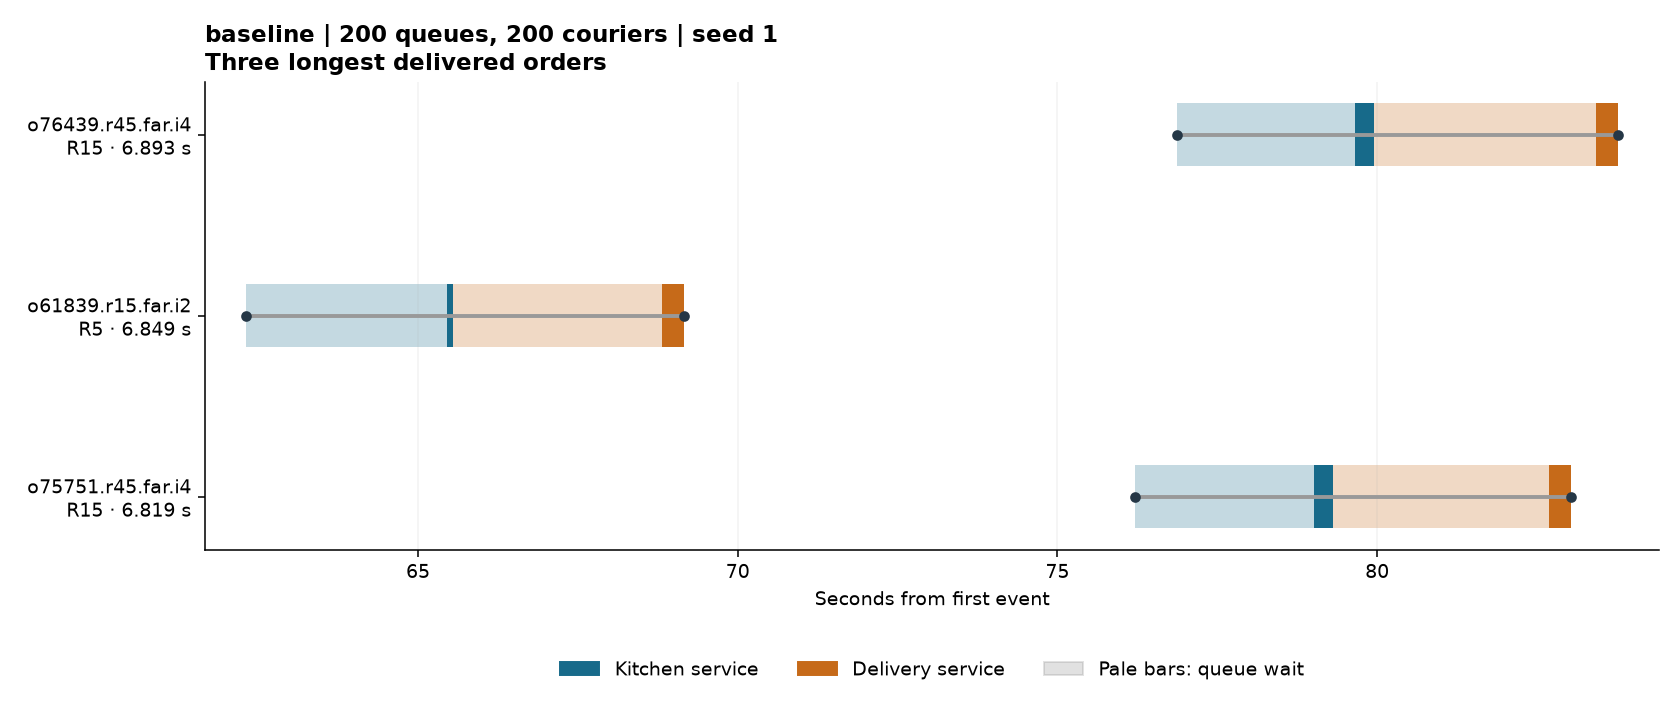 baseline | 200 queues, 200 couriers | seed 1
Three longest delivered orders
o76439.r45.far.i4
R15 · 6.893 s
o61839.r15.far.i2
R5 · 6.849 s
o75751.r45.far.i4
R15 · 6.819 s
65 70 75 80
Seconds from first event
Kitchen service Delivery service Pale bars: queue wait